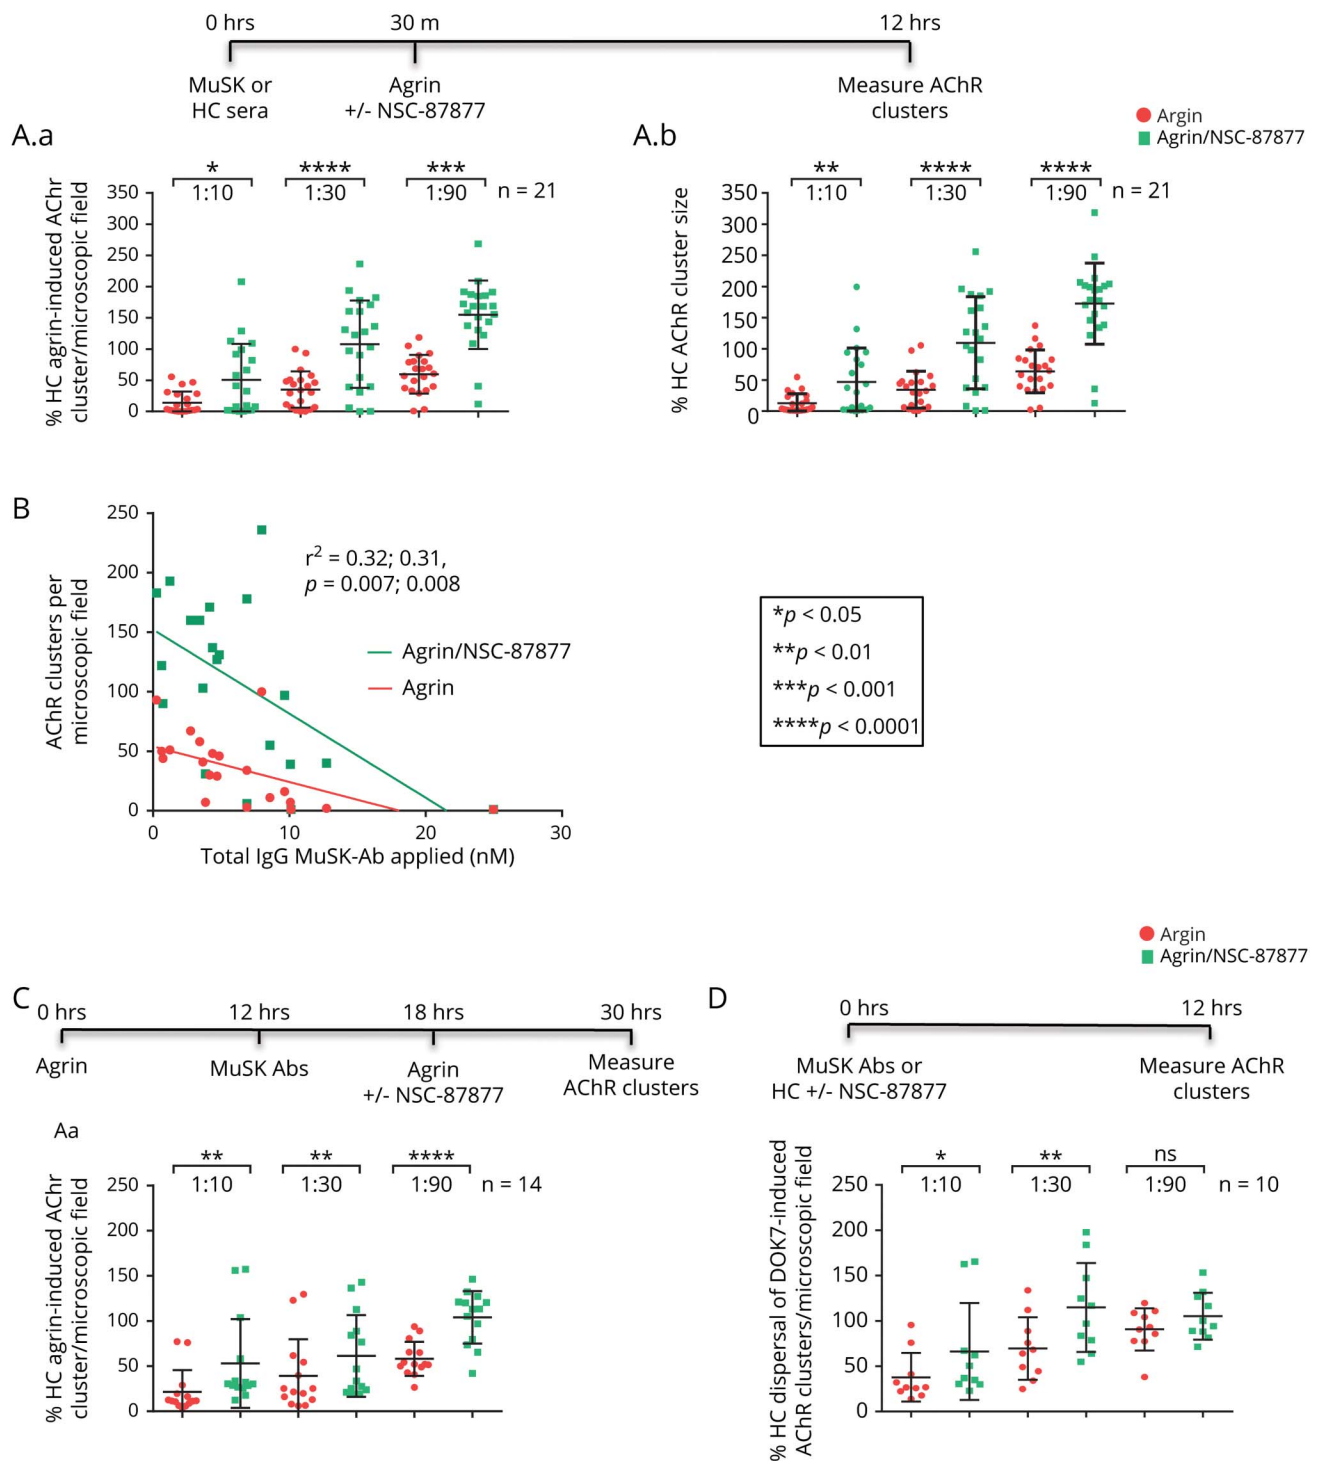 0 hrs 30 m 12 hrs
MuSK or Agrin Measure AChR
HC sera +/- NSC-87877 clusters
Argin
Agrin/NSC-87877
A.a
* **** ***
1:10 1:30 1:90 n = 21
% HC agrin-induced AChr
cluster/microscopic field
350
300
250
200
150
100
50
0
A.b
** **** ****
1:10 1:30 1:90 n = 21
% HC AChR cluster size
350
300
250
200
150
100
50
0
B
AChR clusters per
microscopic field
250
200
150
100
50
0
r2 = 0.32; 0.31,
p = 0.007; 0.008
Agrin/NSC-87877
Agrin
0 10 20 30
Total IgG MuSK-Ab applied (nM)
*p < 0.05
**p < 0.01
***p < 0.001
****p < 0.0001
Argin
Agrin/NSC-87877
C
0 hrs 12 hrs 18 hrs 30 hrs
Agrin MuSK Abs Agrin Measure
+/- NSC-87877 AChR clusters
Aa
** ** ****
1:10 1:30 1:90 n = 14
% HC agrin-induced AChr
cluster/microscopic field
250
200
150
100
50
0
D
0 hrs 12 hrs
MuSK Abs or Measure AChR
HC +/- NSC-87877 clusters
* ** ns
1:10 1:30 1:90 n = 10
% HC dispersal of DOK7-induced
AChR clusters/microscopic field
250
200
150
100
50
0